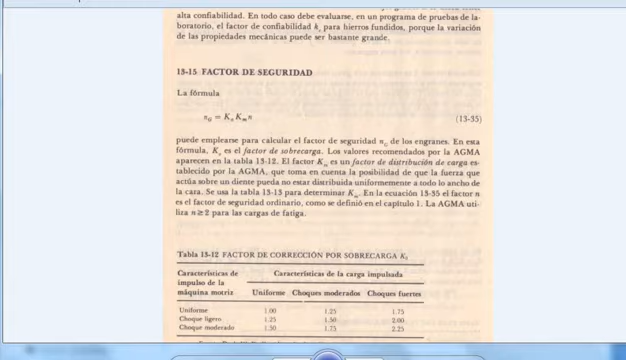 alta confiabilidad. En todo caso debe evaluarse, en un programa de pruebas de la-
boratorio, el factor de confiabilidad kc para hierros fundidos, porque la variación
de las propiedades mecánicas puede ser bastante grande.
13-15 FACTOR DE SEGURIDAD
La fórmula
nG = Ko Km n (13-35)
puede emplearse para calcular el factor de seguridad nG de los engranes. En esta
fórmula, Ko es el factor de sobrecarga. Los valores recomendados por la AGMA
aparecen en la tabla 13-12. El factor Km es un factor de distribución de carga es-
tablecido por la AGMA, que toma en cuenta la posibilidad de que la fuerza que
actúa sobre un diente pueda no estar distribuida uniformemente a todo lo ancho de
la cara. Se usa la tabla 13-13 para determinar Km. En la ecuación 13-35 el factor n
es el factor de seguridad ordinario, como se definió en el capítulo 1. La AGMA uti-
liza n ≥ 2 para las cargas de fatiga.
Tabla 13-12 FACTOR DE CORRECCIÓN POR SOBRECARGA Ko
Características de Características de la carga impulsada
impulso de la
máquina motriz Uniforme Choques moderados Choques fuertes
Uniforme 1.00 1.25 1.75
Choque ligero 1.25 1.50 2.00
Choque moderado 1.50 1.75 2.25